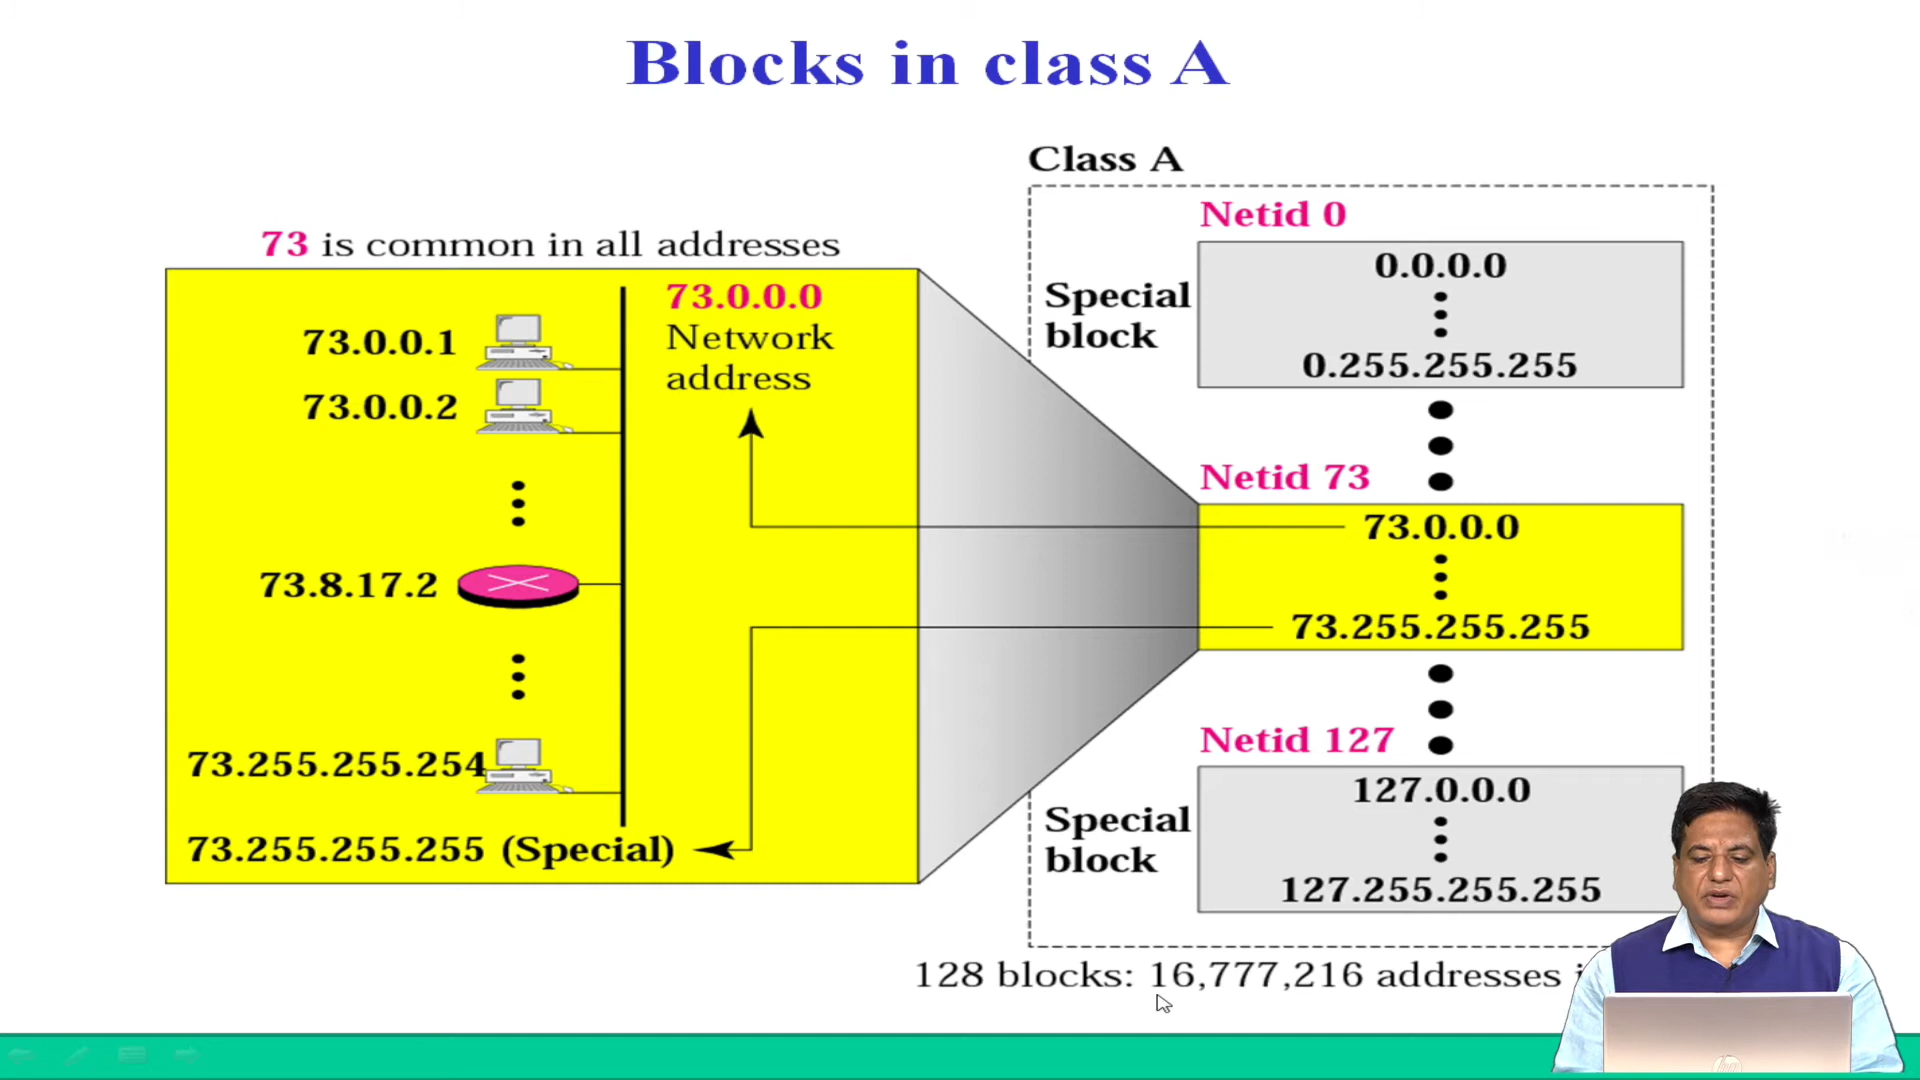 Blocks in class A
Class A
Netid 0
73 is common in all addresses
0.0.0.0
Special
block
0.255.255.255
73.0.0.0
Network
address
73.0.0.1
73.0.0.2
73.8.17.2
73.255.255.254
73.255.255.255 (Special)
Netid 73
73.0.0.0
73.255.255.255
Netid 127
127.0.0.0
Special
block
127.255.255.255
128 blocks: 16,777,216 addresses
hp